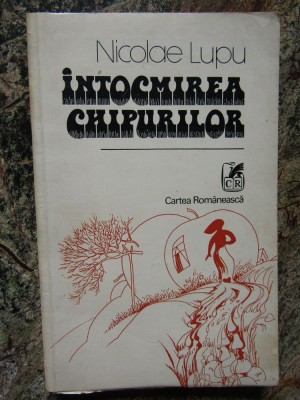 Nicolae Lupu
ÎNTOCMIREA
CHIPURILOR
CR
Cartea Românească